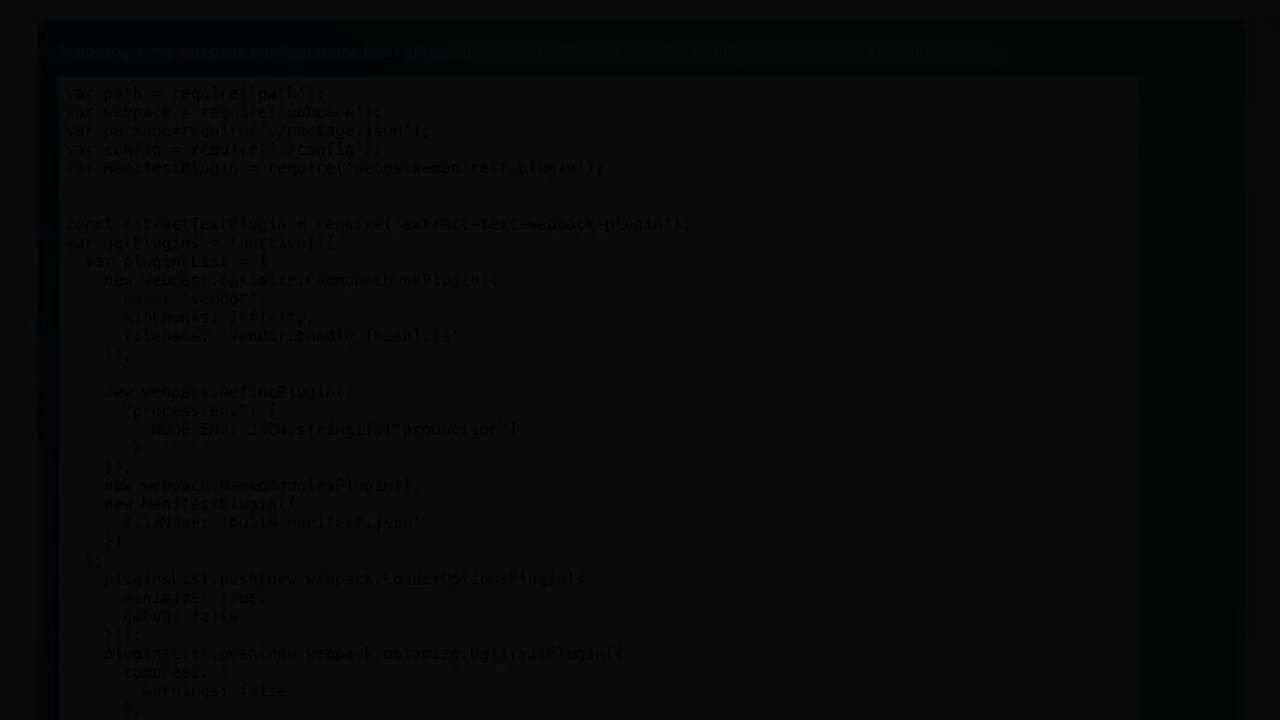 var path = require('path');
var webpack = require('webpack');
var package=require('./package.json');
var config = require('./config');
var ManifestPlugin = require('webpack-manifest-plugin');
const ExtractTextPlugin = require('extract-text-webpack-plugin');
var getPlugins = function(){
var pluginsList = [
new webpack.optimize.CommonsChunkPlugin({
name: 'vendor',
minChunks: Infinity,
filename: 'vendor.bundle_[hash].js'
}),
new webpack.DefinePlugin({
"process.env": {
NODE_ENV: JSON.stringify("production")
}
}),
new webpack.NamedModulesPlugin(),
new ManifestPlugin({
fileName: 'build-manifest.json'
})
];
pluginsList.push(new webpack.LoaderOptionsPlugin({
minimize: true,
debug: false
}));
pluginsList.push(new webpack.optimize.UglifyJsPlugin({
compress: {
warnings: false
},